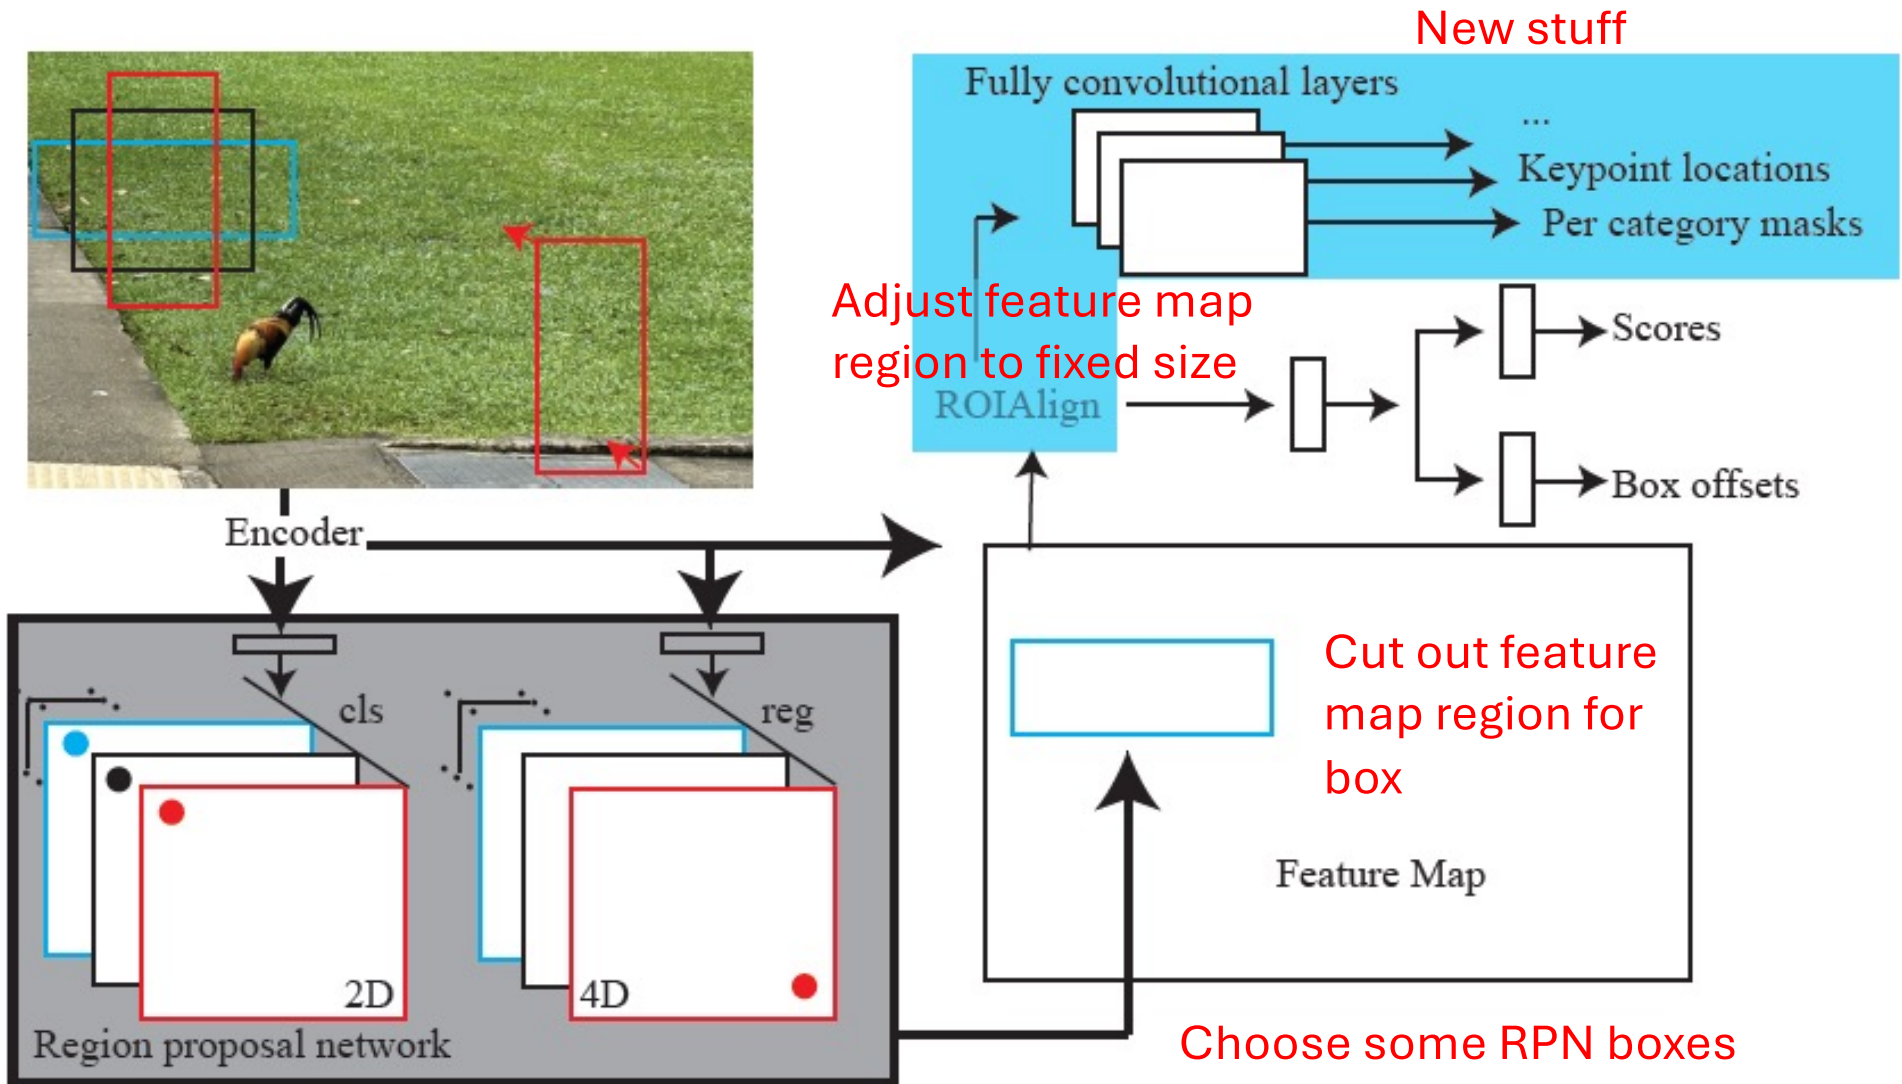 New stuff
Fully convolutional layers
...
Keypoint locations
Per category masks
Adjust feature map
region to fixed size
ROIAlign
Scores
Box offsets
Encoder
cls
reg
2D
4D
Region proposal network
Cut out feature
map region for
box
Feature Map
Choose some RPN boxes